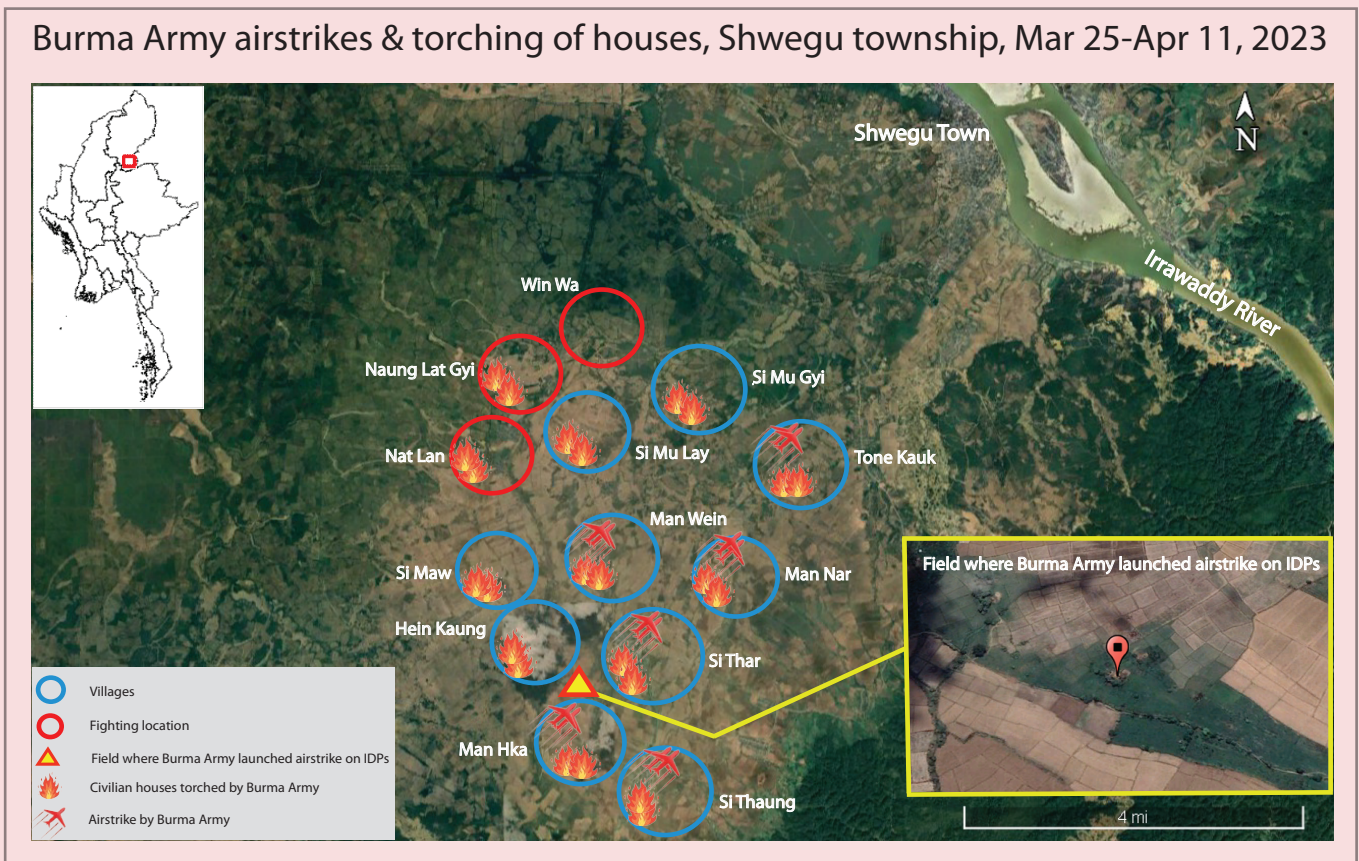 Burma Army airstrikes & torching of houses, Shwegu township, Mar 25-Apr 11, 2023
Shwegu Town
N
Irrawaddy River
Win Wa
Naung Lat Gyi
Si Mu Gyi
Nat Lan
Si Mu Lay
Tone Kauk
Man Wein
Si Maw
Man Nar
Hein Kaung
Si Thar
Man Hka
Si Thaung
Field where Burma Army launched airstrike on IDPs
4 mi
Villages
Fighting location
Field where Burma Army launched airstrike on IDPs
Civilian houses torched by Burma Army
Airstrike by Burma Army